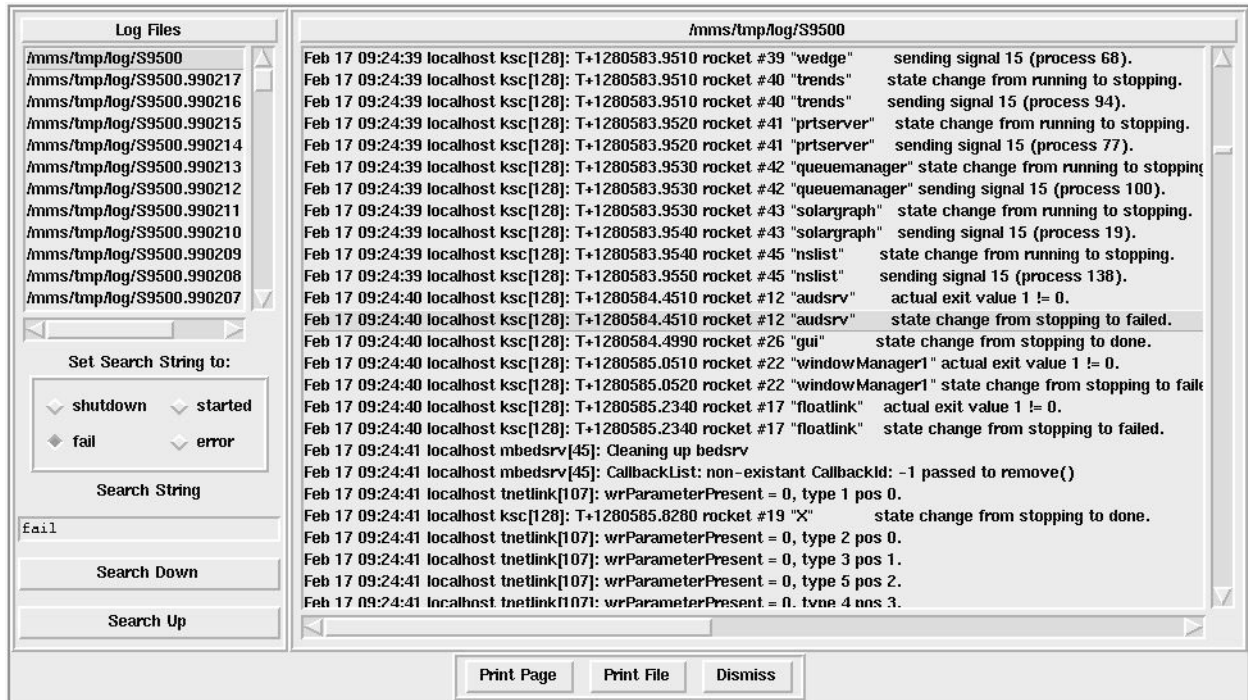 Log Files
/mms/tmp/log/S9500
/mms/tmp/log/S9500.990217
/mms/tmp/log/S9500.990216
/mms/tmp/log/S9500.990215
/mms/tmp/log/S9500.990214
/mms/tmp/log/S9500.990213
/mms/tmp/log/S9500.990212
/mms/tmp/log/S9500.990211
/mms/tmp/log/S9500.990210
/mms/tmp/log/S9500.990209
/mms/tmp/log/S9500.990208
/mms/tmp/log/S9500.990207
Set Search String to:
shutdown started
fail error
Search String
fail
Search Down
Search Up
/mms/tmp/log/S9500
Feb 17 09:24:39 localhost ksc[128]: T+1280583.9510 rocket #39 "wedge" sending signal 15 (process 68).
Feb 17 09:24:39 localhost ksc[128]: T+1280583.9510 rocket #40 "trends" state change from running to stopping.
Feb 17 09:24:39 localhost ksc[128]: T+1280583.9510 rocket #40 "trends" sending signal 15 (process 94).
Feb 17 09:24:39 localhost ksc[128]: T+1280583.9520 rocket #41 "prtserver" state change from running to stopping.
Feb 17 09:24:39 localhost ksc[128]: T+1280583.9520 rocket #41 "prtserver" sending signal 15 (process 77).
Feb 17 09:24:39 localhost ksc[128]: T+1280583.9530 rocket #42 "queuemanager" state change from running to stopping
Feb 17 09:24:39 localhost ksc[128]: T+1280583.9530 rocket #42 "queuemanager" sending signal 15 (process 100).
Feb 17 09:24:39 localhost ksc[128]: T+1280583.9530 rocket #43 "solargraph" state change from running to stopping.
Feb 17 09:24:39 localhost ksc[128]: T+1280583.9540 rocket #43 "solargraph" sending signal 15 (process 19).
Feb 17 09:24:39 localhost ksc[128]: T+1280583.9540 rocket #45 "nslist" state change from running to stopping.
Feb 17 09:24:39 localhost ksc[128]: T+1280583.9550 rocket #45 "nslist" sending signal 15 (process 138).
Feb 17 09:24:40 localhost ksc[128]: T+1280584.4510 rocket #12 "audsrv" actual exit value 1 != 0.
Feb 17 09:24:40 localhost ksc[128]: T+1280584.4510 rocket #12 "audsrv" state change from stopping to failed.
Feb 17 09:24:40 localhost ksc[128]: T+1280584.4990 rocket #26 "gui" state change from stopping to done.
Feb 17 09:24:40 localhost ksc[128]: T+1280585.0510 rocket #22 "windowManager1" actual exit value 1 != 0.
Feb 17 09:24:40 localhost ksc[128]: T+1280585.0520 rocket #22 "windowManager1" state change from stopping to faile
Feb 17 09:24:40 localhost ksc[128]: T+1280585.2340 rocket #17 "floatlink" actual exit value 1 != 0.
Feb 17 09:24:40 localhost ksc[128]: T+1280585.2340 rocket #17 "floatlink" state change from stopping to failed.
Feb 17 09:24:41 localhost mbedsrv[45]: Cleaning up bedsrv
Feb 17 09:24:41 localhost mbedsrv[45]: CallbackList: non-existant CallbackId: -1 passed to remove()
Feb 17 09:24:41 localhost tnetlink[107]: wrParameterPresent = 0, type 1 pos 0.
Feb 17 09:24:41 localhost ksc[128]: T+1280585.8280 rocket #19 "X" state change from stopping to done.
Feb 17 09:24:41 localhost tnetlink[107]: wrParameterPresent = 0, type 2 pos 0.
Feb 17 09:24:41 localhost tnetlink[107]: wrParameterPresent = 0, type 3 pos 1.
Feb 17 09:24:41 localhost tnetlink[107]: wrParameterPresent = 0, type 5 pos 2.
Feb 17 09:24:41 localhost tnetlink[107]: wrParameterPresent = 0, type 4 pos 3.
Print Page Print File Dismiss